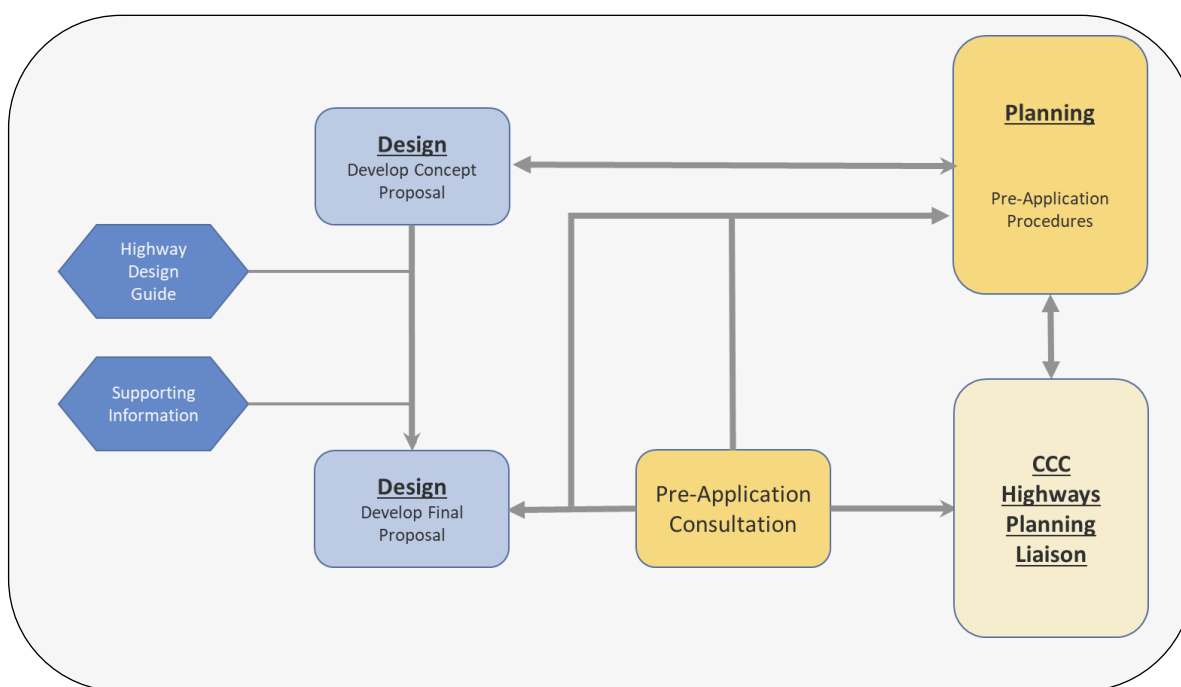 Planning
Pre-Application
Procedures
Design
Develop Concept
Proposal
Highway
Design
Guide
Supporting
Information
Design
Develop Final
Proposal
Pre-Application
Consultation
CCC
Highways
Planning
Liaison